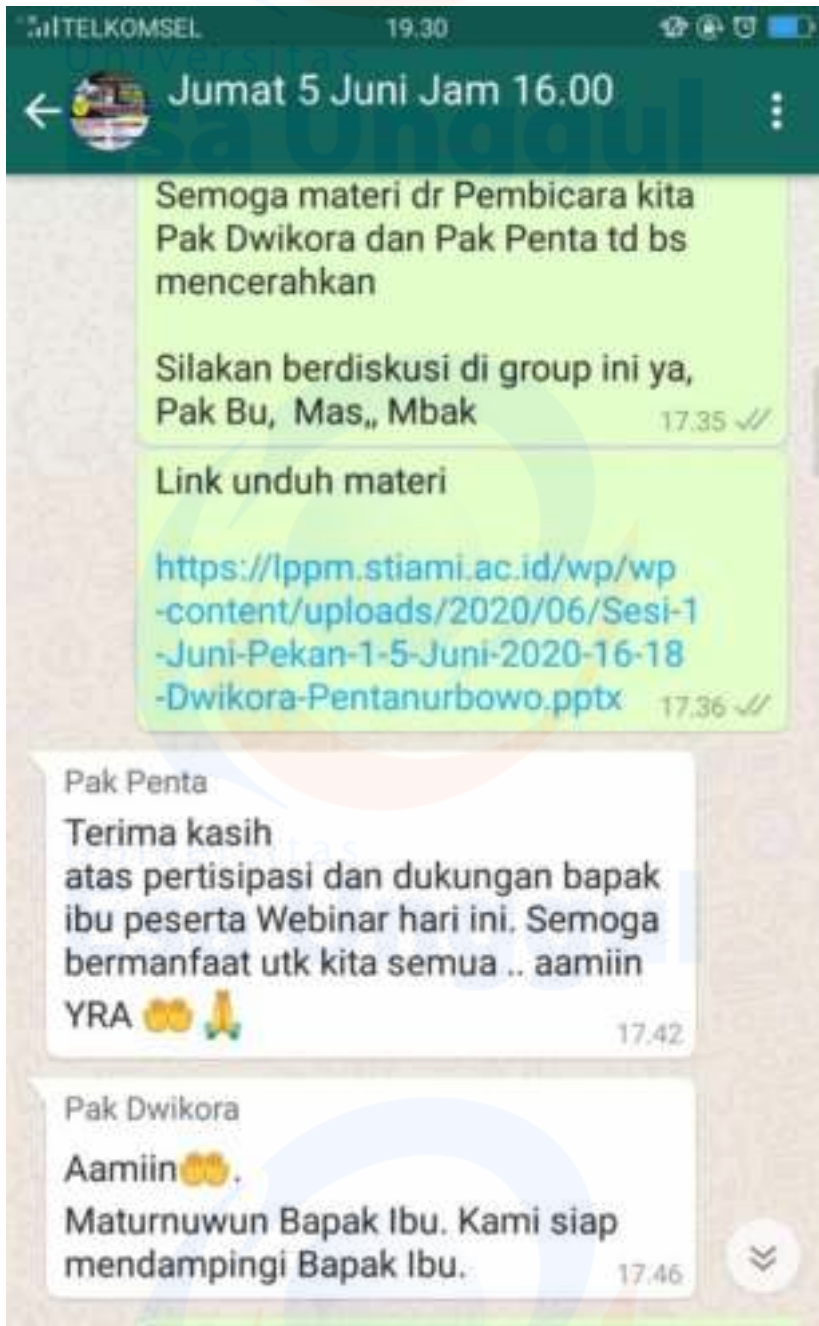 TELKOMSEL 19.30
Universitas
Esa Unggul
Jumat 5 Juni Jam 16.00
Semoga materi dr Pembicara kita
Pak Dwikora dan Pak Penta td bs
mencerahkan
Silakan berdiskusi di group ini ya,
Pak Bu, Mas,, Mbak 17.35
Link unduh materi
https://lppm.stiami.ac.id/wp/wp
-content/uploads/2020/06/Sesi-1
-Juni-Pekan-1-5-Juni-2020-16-18
-Dwikora-Pentanurbowo.pptx 17.36
Pak Penta
Terima kasih
atas pertisipasi dan dukungan bapak
ibu peserta Webinar hari ini. Semoga
bermanfaat utk kita semua .. aamiin
YRA 🤲 🙏 17.42
Pak Dwikora
Aamiin🤲.
Maturnuwun Bapak Ibu. Kami siap
mendampingi Bapak Ibu. 17.46